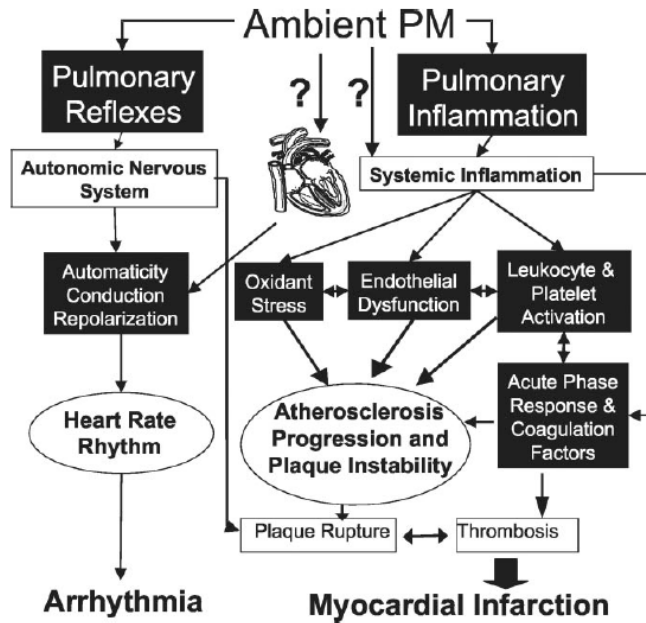 Ambient PM
Pulmonary
Reflexes
?
?
Pulmonary
Inflammation
Autonomic Nervous
System
Systemic Inflammation
Automaticity
Conduction
Repolarization
Oxidant
Stress
Endothelial
Dysfunction
Leukocyte &
Platelet
Activation
Heart Rate
Rhythm
Atherosclerosis
Progression and
Plaque Instability
Acute Phase
Response &
Coagulation
Factors
Plaque Rupture
Thrombosis
Arrhythmia
Myocardial Infarction